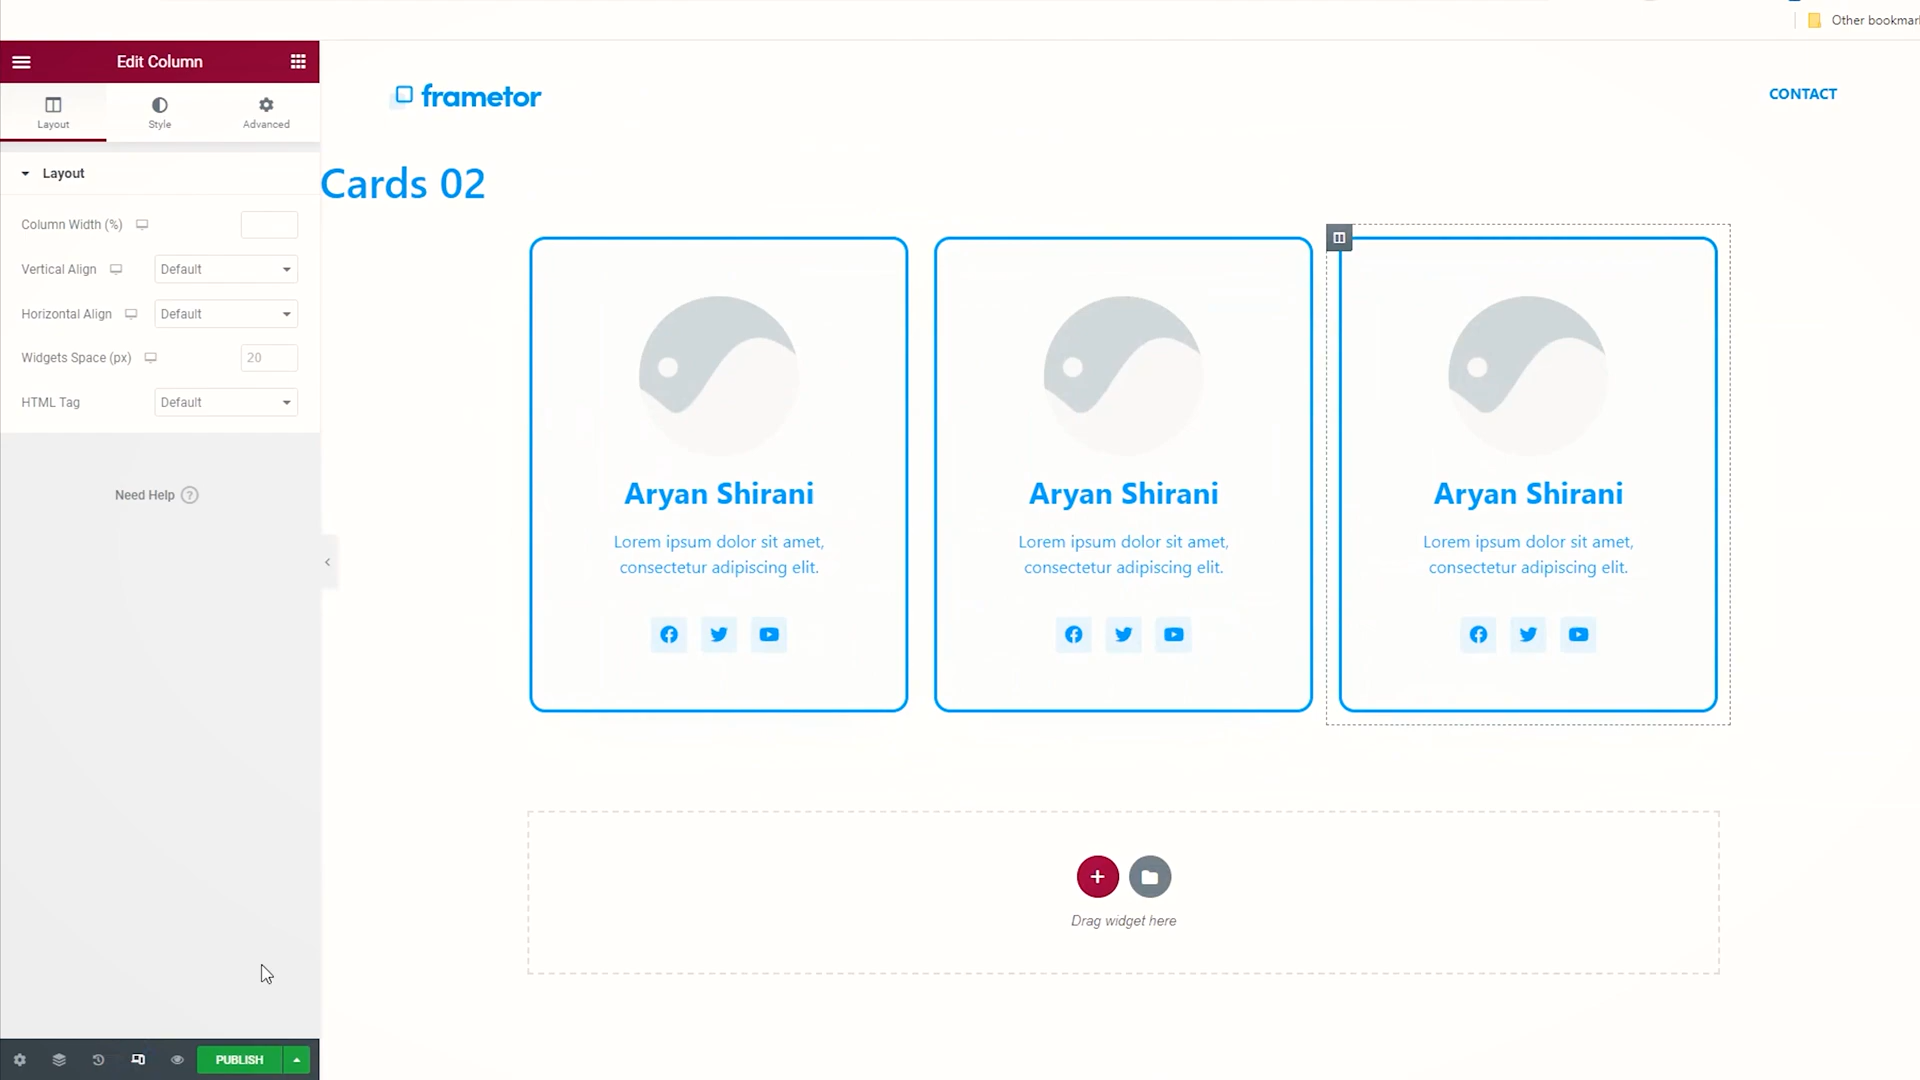 Other bookmar
Edit Column
Layout
Style
Advanced
Layout
Column Width (%)
Vertical Align
Default
Horizontal Align
Default
Widgets Space (px)
20
HTML Tag
Default
Need Help ?
PUBLISH
frametor
CONTACT
Cards 02
Aryan Shirani
Lorem ipsum dolor sit amet,
consectetur adipiscing elit.
Aryan Shirani
Lorem ipsum dolor sit amet,
consectetur adipiscing elit.
Aryan Shirani
Lorem ipsum dolor sit amet,
consectetur adipiscing elit.
Drag widget here